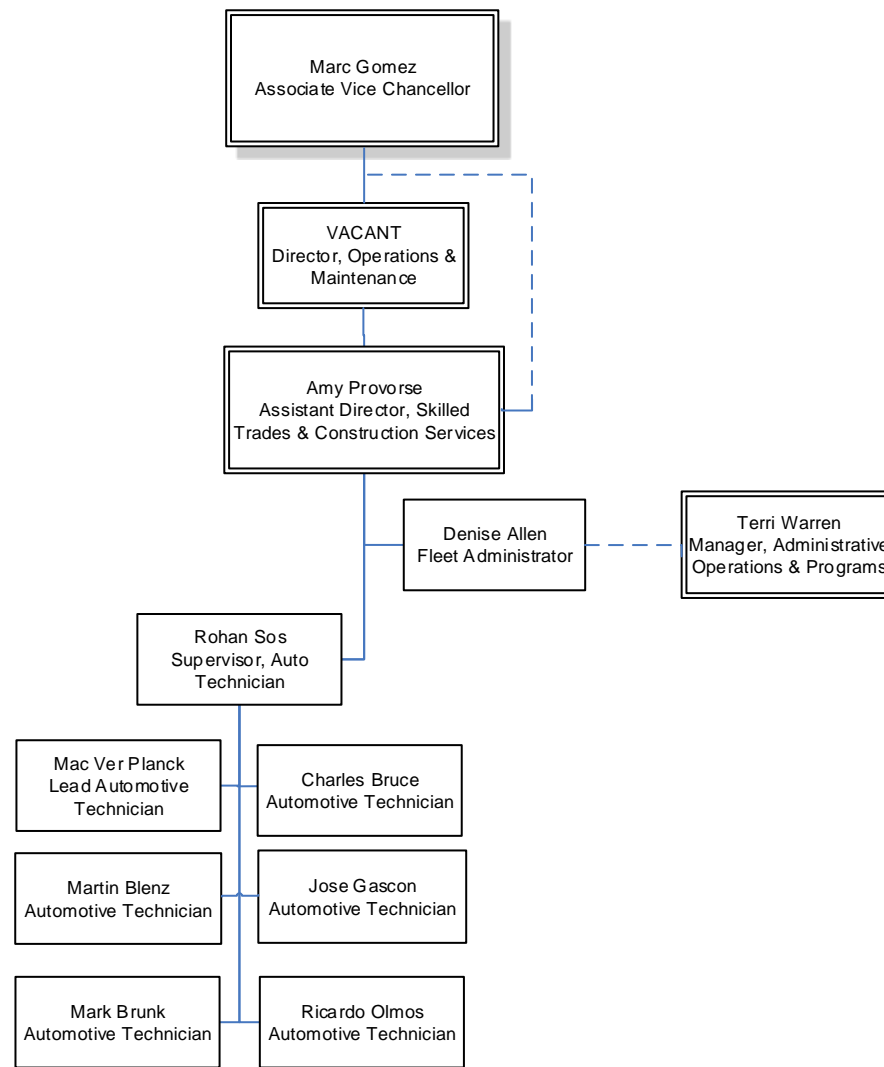 Marc Gomez
Associate Vice Chancellor
VACANT
Director, Operations &
Maintenance
Amy Provorse
Assistant Director, Skilled
Trades & Construction Services
Denise Allen
Fleet Administrator
Terri Warren
Manager, Administrative
Operations & Programs
Rohan Sos
Supervisor, Auto
Technician
Mac Ver Planck
Lead Automotive
Technician
Charles Bruce
Automotive Technician
Martin Blenz
Automotive Technician
Jose Gascon
Automotive Technician
Mark Brunk
Automotive Technician
Ricardo Olmos
Automotive Technician